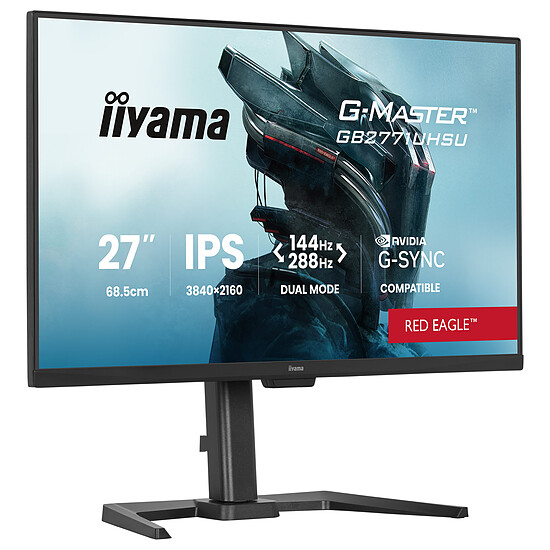 iiyama
G-MASTER™
GB2771UHSU
27"
68.5cm
IPS
3840×2160
144Hz
288Hz
DUAL MODE
NVIDIA
G-SYNC
COMPATIBLE
RED EAGLE™
iiyama